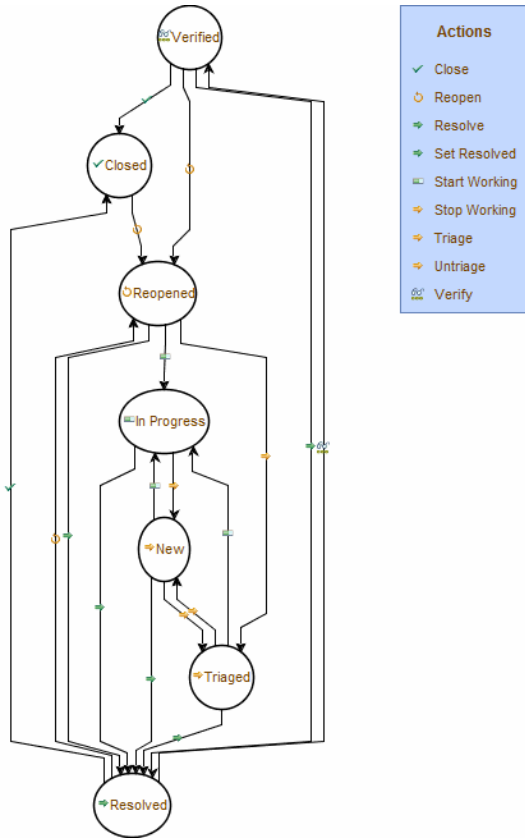 Verified
Closed
Reopened
In Progress
New
Triaged
Resolved
Actions
Close
Reopen
Resolve
Set Resolved
Start Working
Stop Working
Triage
Untriage
Verify